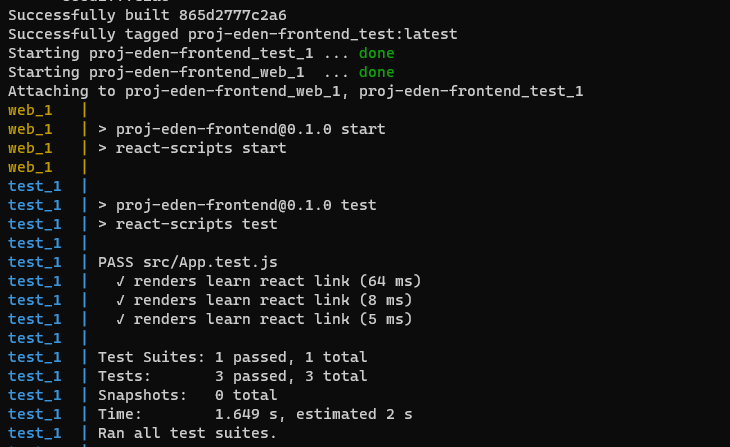 Successfully built 865d2777c2a6
Successfully tagged proj-eden-frontend_test:latest
Starting proj-eden-frontend_test_1 ... done
Starting proj-eden-frontend_web_1  ... done
Attaching to proj-eden-frontend_web_1, proj-eden-frontend_test_1
web_1   |
web_1   | > proj-eden-frontend@0.1.0 start
web_1   | > react-scripts start
web_1   |
test_1  |
test_1  | > proj-eden-frontend@0.1.0 test
test_1  | > react-scripts test
test_1  |
test_1  | PASS src/App.test.js
test_1  |   ✓ renders learn react link (64 ms)
test_1  |   ✓ renders learn react link (8 ms)
test_1  |   ✓ renders learn react link (5 ms)
test_1  |
test_1  | Test Suites: 1 passed, 1 total
test_1  | Tests:       3 passed, 3 total
test_1  | Snapshots:   0 total
test_1  | Time:        1.649 s, estimated 2 s
test_1  | Ran all test suites.